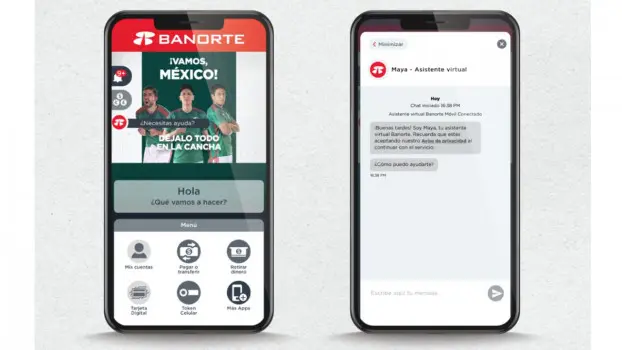 BANORTE
¡VAMOS,
MÉXICO!
9+
¿Necesitas ayuda?
DÉJALO TODO
EN LA CANCHA
Hola
¿Qué vamos a hacer?
Menú
Mis cuentas
Pagar o
transferir
Retirar
dinero
Tarjeta
Digital
Token
Celular
Más Apps
Minimizar
Maya - Asistente virtual
Hoy
Chat iniciado 16:38 PM
Asistente virtual Banorte Móvil Conectado
¡Buenas tardes! Soy Maya, tu asistente
virtual Banorte. Recuerda que estás
aceptando nuestro Aviso de privacidad al
continuar con el servicio.
¿Cómo puedo ayudarte?
16:38 PM
Escribe aquí tu mensaje